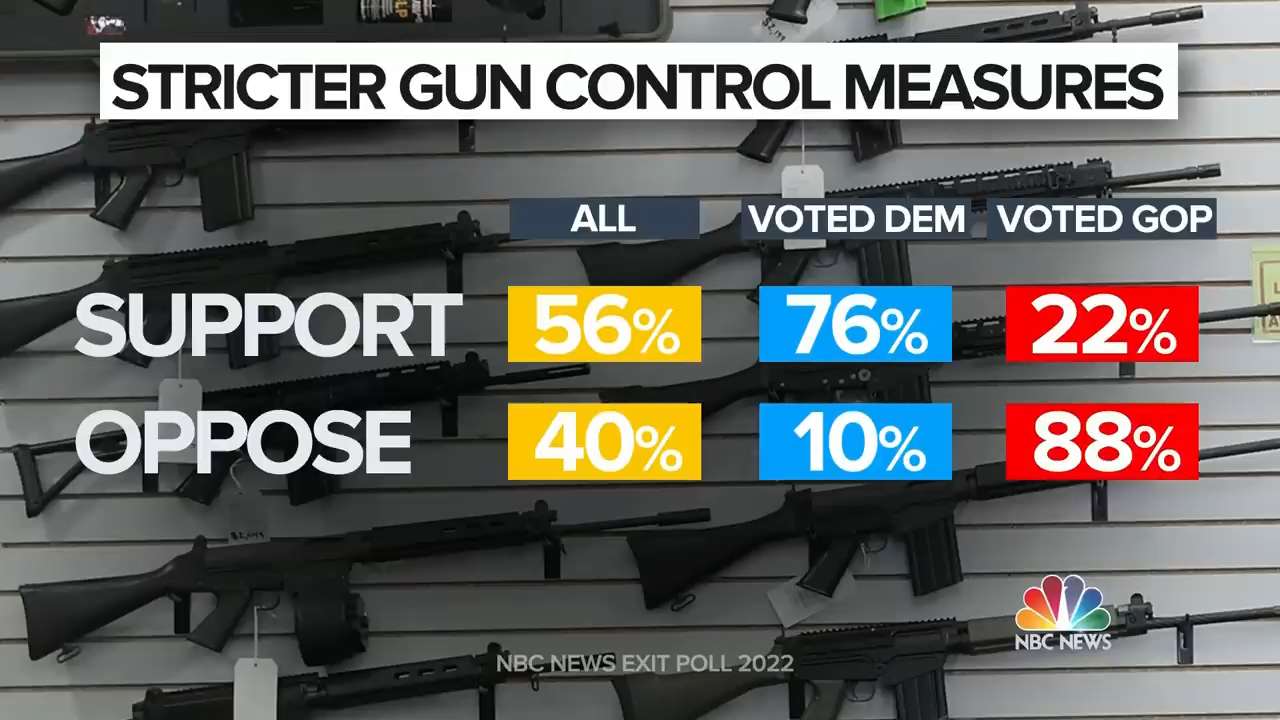 STRICTER GUN CONTROL MEASURES
ALL VOTED DEM VOTED GOP
SUPPORT 56% 76% 22%
OPPOSE 40% 10% 88%
NBC NEWS
NBC NEWS EXIT POLL 2022